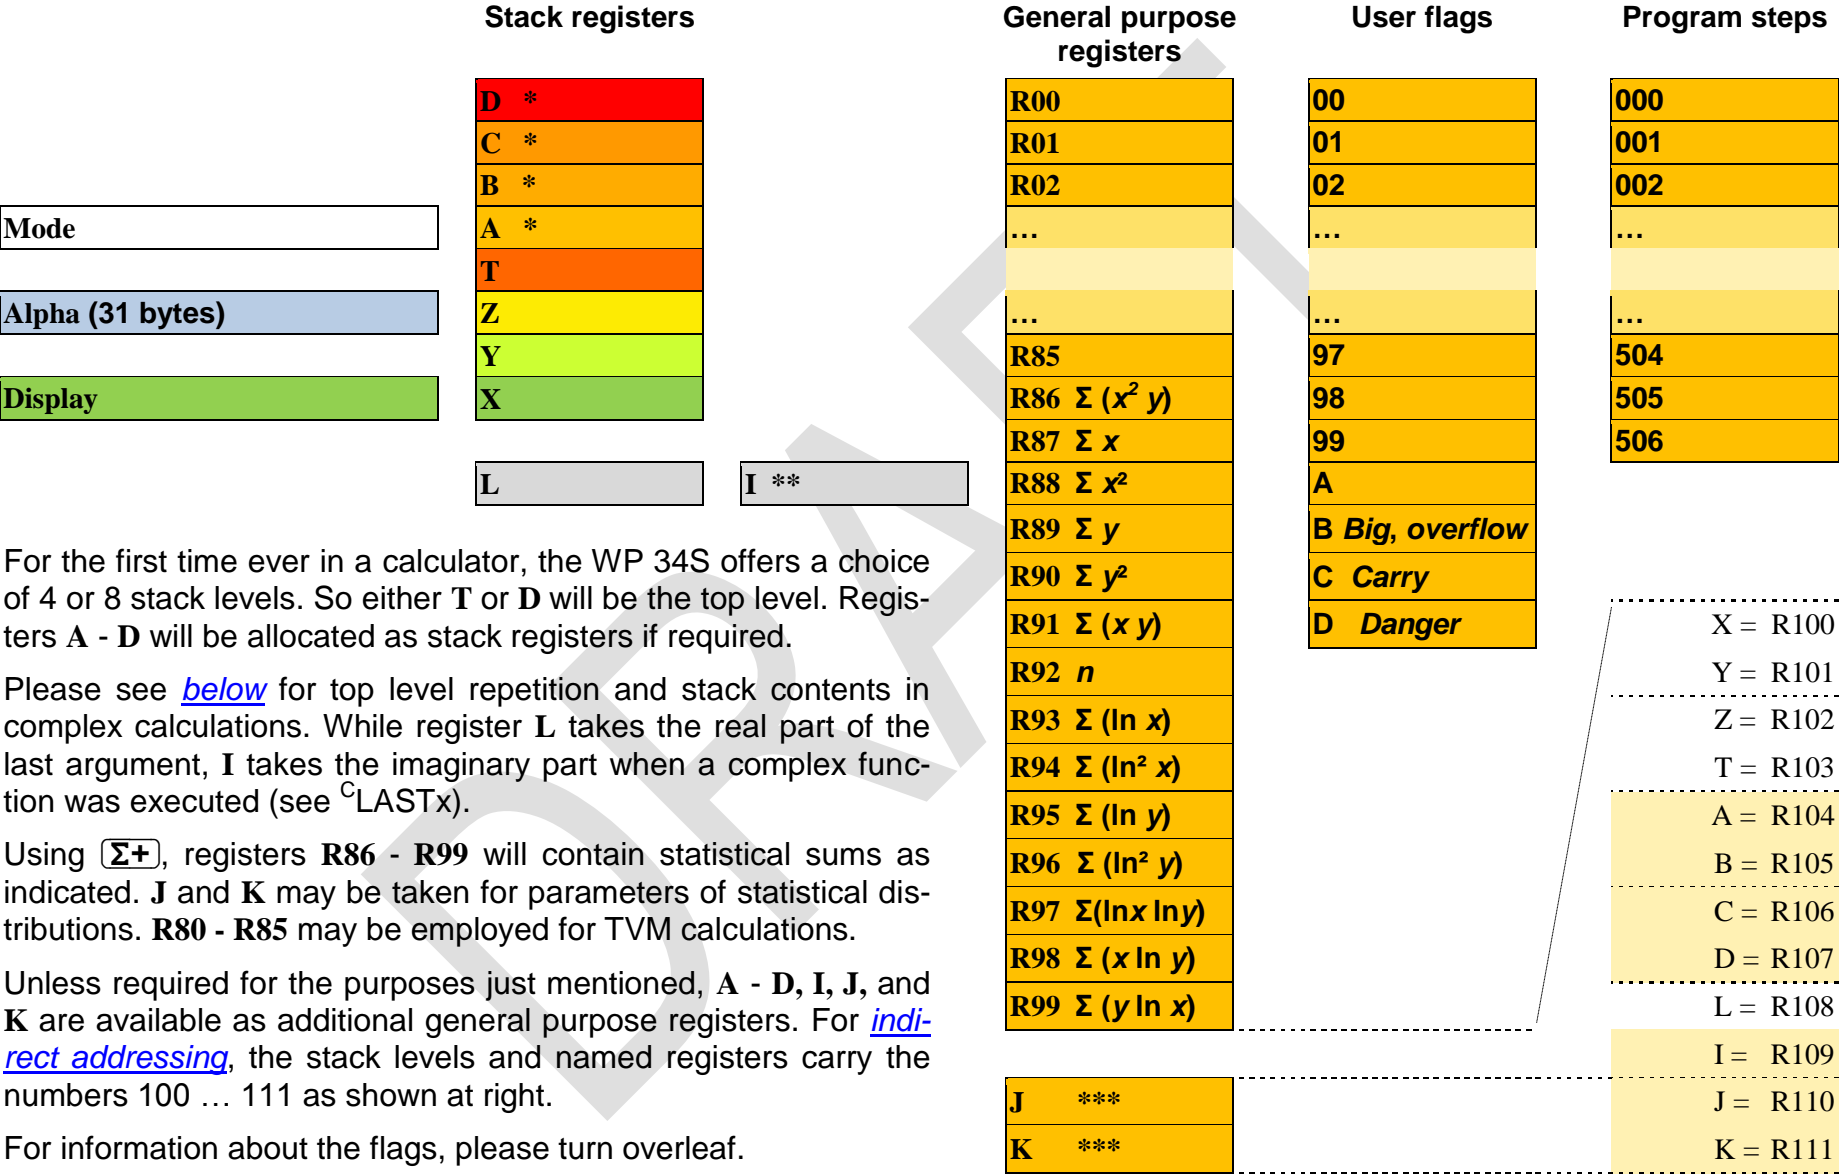 Stack registers
General purpose registers
User flags
Program steps
D *
C *
B *
A *
T
Z
Y
X
L
I **
Mode
Alpha (31 bytes)
Display
R00
R01
R02
…
…
R85
R86 Σ (x² y)
R87 Σ x
R88 Σ x²
R89 Σ y
R90 Σ y²
R91 Σ (x y)
R92 n
R93 Σ (ln x)
R94 Σ (ln² x)
R95 Σ (ln y)
R96 Σ (ln² y)
R97 Σ(lnx lny)
R98 Σ (x ln y)
R99 Σ (y ln x)
J ***
K ***
00
01
02
…
…
97
98
99
A
B Big, overflow
C Carry
D Danger
000
001
002
…
…
504
505
506
X = R100
Y = R101
Z = R102
T = R103
A = R104
B = R105
C = R106
D = R107
L = R108
I = R109
J = R110
K = R111
For the first time ever in a calculator, the WP 34S offers a choice
of 4 or 8 stack levels. So either T or D will be the top level. Regis-
ters A - D will be allocated as stack registers if required.
Please see below for top level repetition and stack contents in
complex calculations. While register L takes the real part of the
last argument, I takes the imaginary part when a complex func-
tion was executed (see ᶜLASTx).
Using Σ+, registers R86 - R99 will contain statistical sums as
indicated. J and K may be taken for parameters of statistical dis-
tributions. R80 - R85 may be employed for TVM calculations.
Unless required for the purposes just mentioned, A - D, I, J, and
K are available as additional general purpose registers. For indi-
rect addressing, the stack levels and named registers carry the
numbers 100 … 111 as shown at right.
For information about the flags, please turn overleaf.
DRAFT